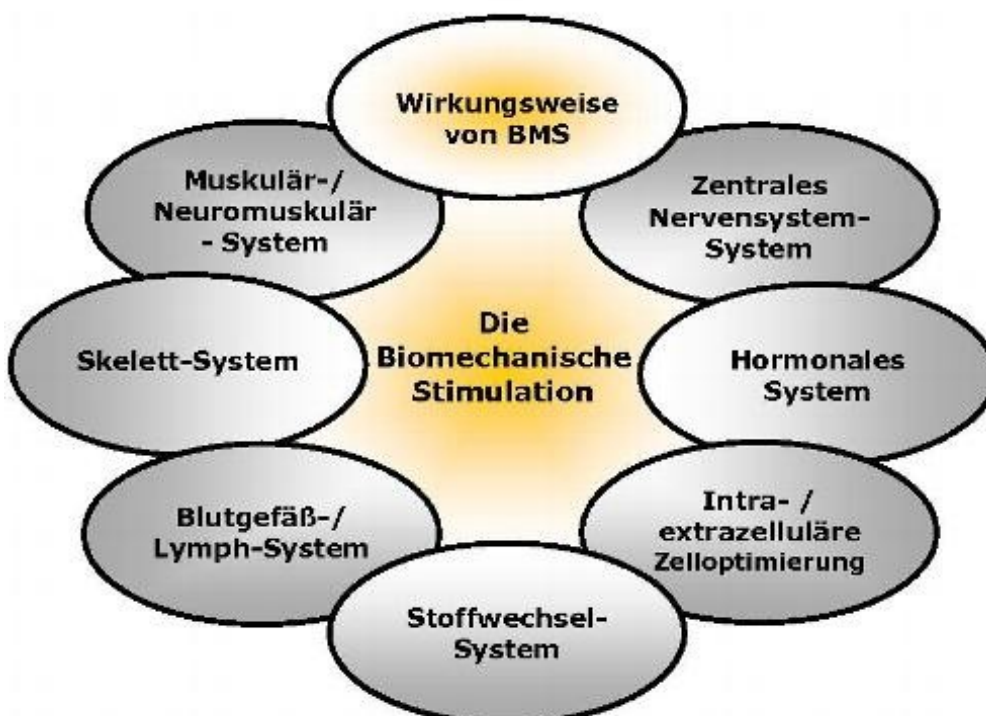 Wirkungsweise
von BMS
Muskulär-/
Neuromuskulär
- System
Zentrales
Nervensystem-
System
Die
Biomechanische
Stimulation
Skelett-System
Hormonales
System
Blutgefäß-/
Lymph-System
Intra- /
extrazelluläre
Zelloptimierung
Stoffwechsel-
System